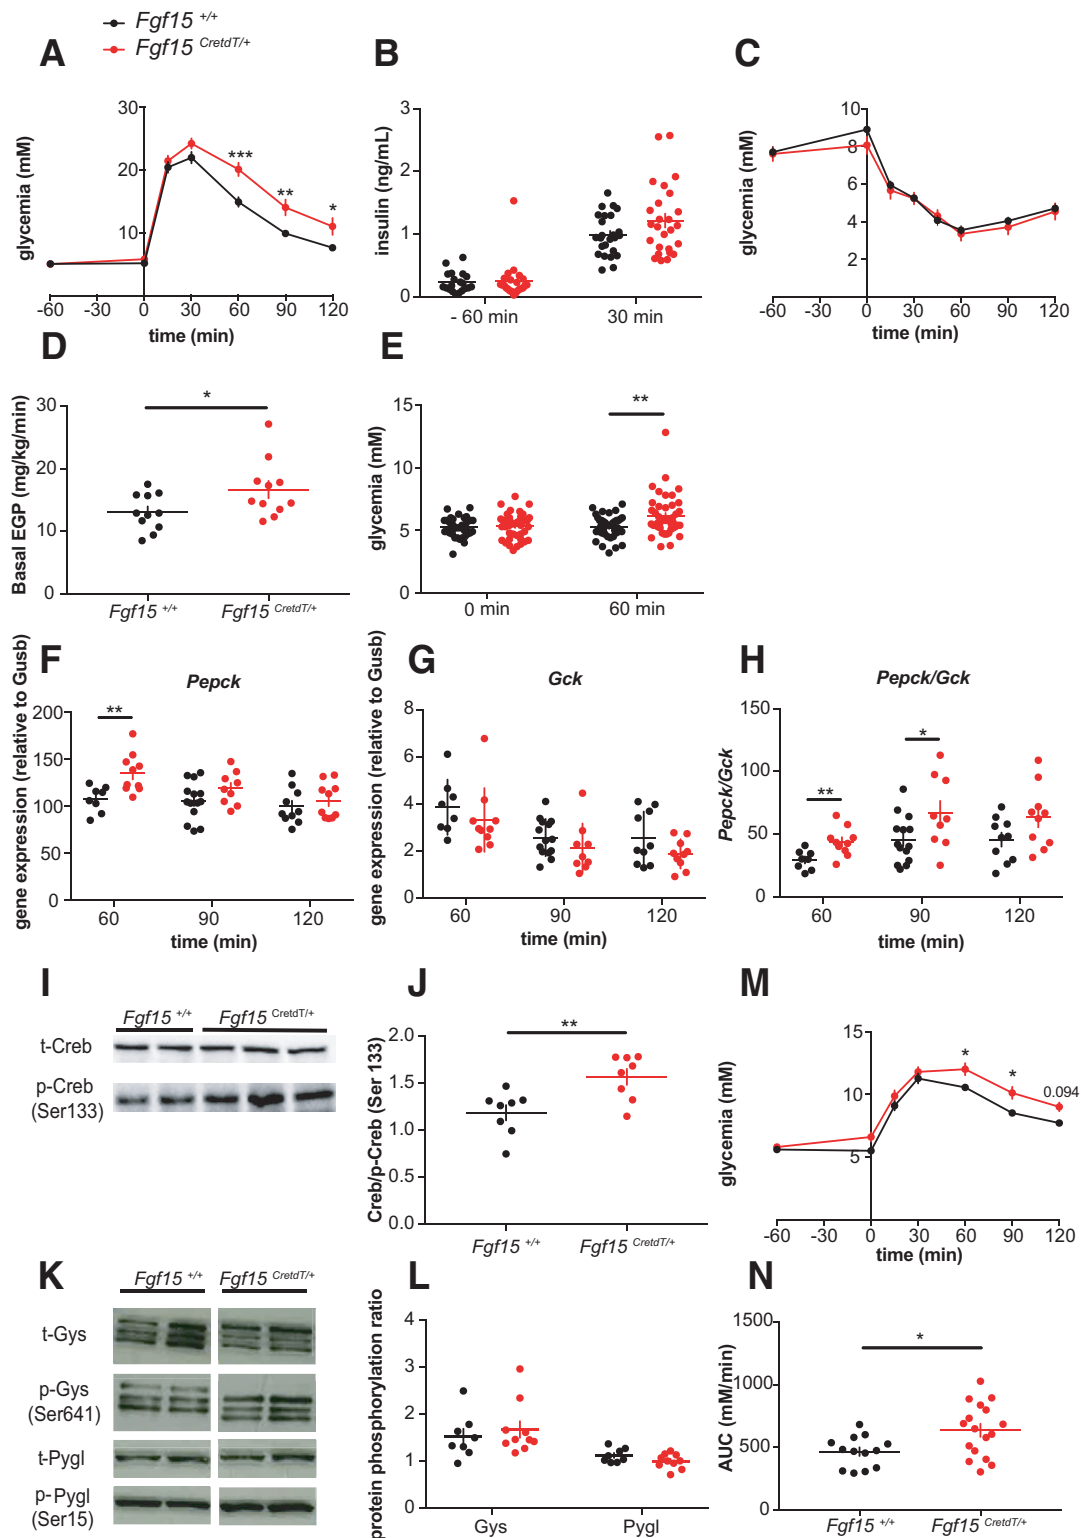 Fgf15 +/+
Fgf15 CretdT/+
A
glycemia (mM)
30
20
10
-60 -30 0 30 60 90 120
time (min)
***
**
*
B
insulin (ng/mL)
3
2
1
0
- 60 min 30 min
C
glycemia (mM)
10
8
6
4
2
-60 -30 0 30 60 90 120
time (min)
D
Basal EGP (mg/kg/min)
30
20
10
0
*
Fgf15 +/+ Fgf15 CretdT/+
E
glycemia (mM)
15
10
5
0
**
0 min 60 min
F
Pepck
gene expression (relative to Gusb)
200
150
100
50
0
**
60 90 120
time (min)
G
Gck
gene expression (relative to Gusb)
8
6
4
2
0
60 90 120
time (min)
H
Pepck/Gck
Pepck/Gck
150
100
50
0
**
*
60 90 120
time (min)
I
Fgf15 +/+ Fgf15 CretdT/+
t-Creb
p-Creb
(Ser133)
J
Creb/p-Creb (Ser 133)
2.0
1.5
1.0
0.5
0.0
**
Fgf15 +/+ Fgf15 CretdT/+
M
glycemia (mM)
15
10
5
*
*
0.094
-60 -30 0 30 60 90 120
time (min)
K
Fgf15 +/+ Fgf15 CretdT/+
t-Gys
p-Gys
(Ser641)
t-Pygl
p-Pygl
(Ser15)
L
protein phosphorylation ratio
4
3
2
1
0
Gys Pygl
N
AUC (mM/min)
1500
1000
500
0
*
Fgf15 +/+ Fgf15 CretdT/+